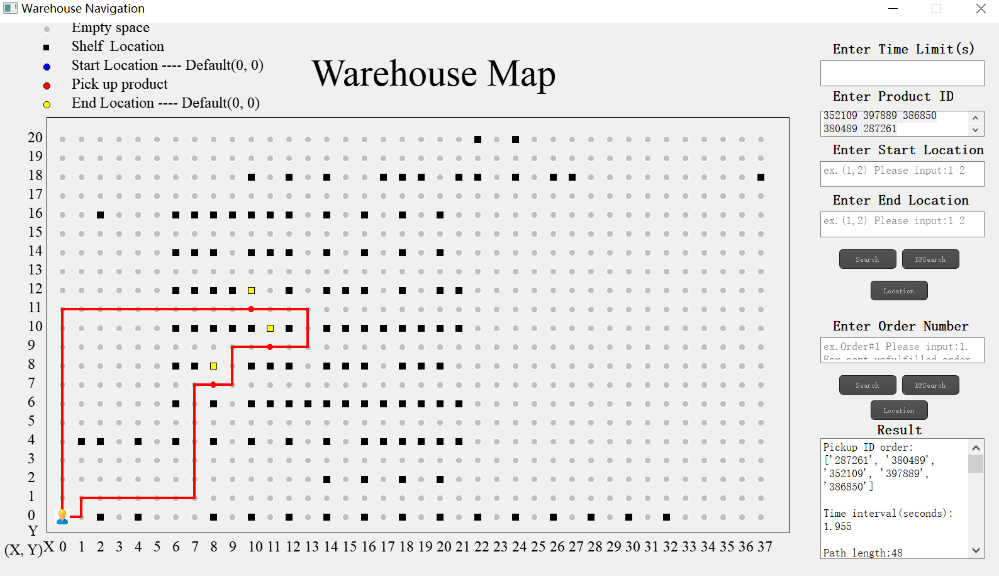 Warehouse Navigation
Empty space
Shelf Location
Start Location ---- Default(0, 0)
Pick up product
End Location ---- Default(0, 0)
Warehouse Map
20
19
18
17
16
15
14
13
12
11
10
9
8
7
6
5
4
3
2
1
0
Y
(X, Y)
X 0 1 2 3 4 5 6 7 8 9 10 11 12 13 14 15 16 17 18 19 20 21 22 23 24 25 26 27 28 29 30 31 32 33 34 35 36 37
Enter Time Limit(s)
Enter Product ID
352109 397889 386850
380489 287261
Enter Start Location
ex.(1,2) Please input:1 2
Enter End Location
ex.(1,2) Please input:1 2
Search BFSearch
Location
Enter Order Number
ex.Order#1 Please input:1.
For next unfulfilled order
Search BFSearch
Location
Result
Pickup ID order:
['287261', '380489',
'352109', '397889',
'386850']
Time interval(seconds):
1.955
Path length:48